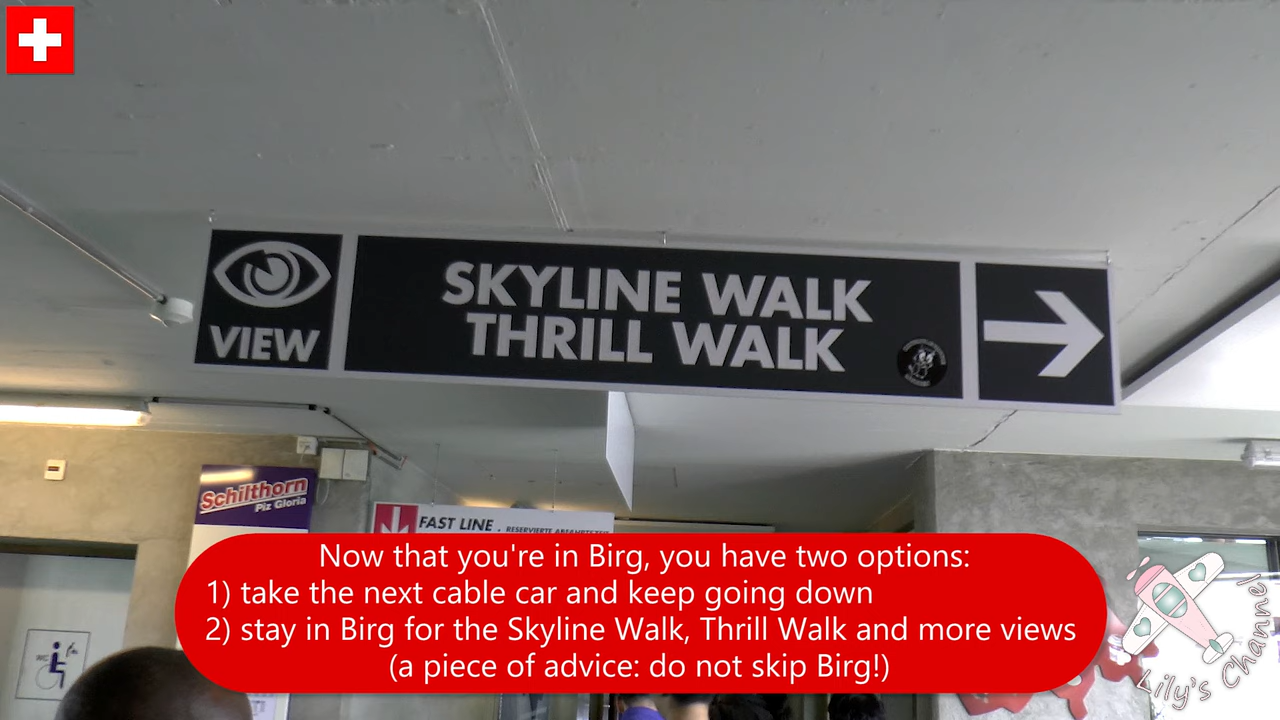 SKYLINE WALK
THRILL WALK
VIEW
Schilthorn
Piz Gloria
FAST LINE . RESERVIERTE
WC
Now that you're in Birg, you have two options:
1) take the next cable car and keep going down
2) stay in Birg for the Skyline Walk, Thrill Walk and more views
(a piece of advice: do not skip Birg!)
Lily's Channel